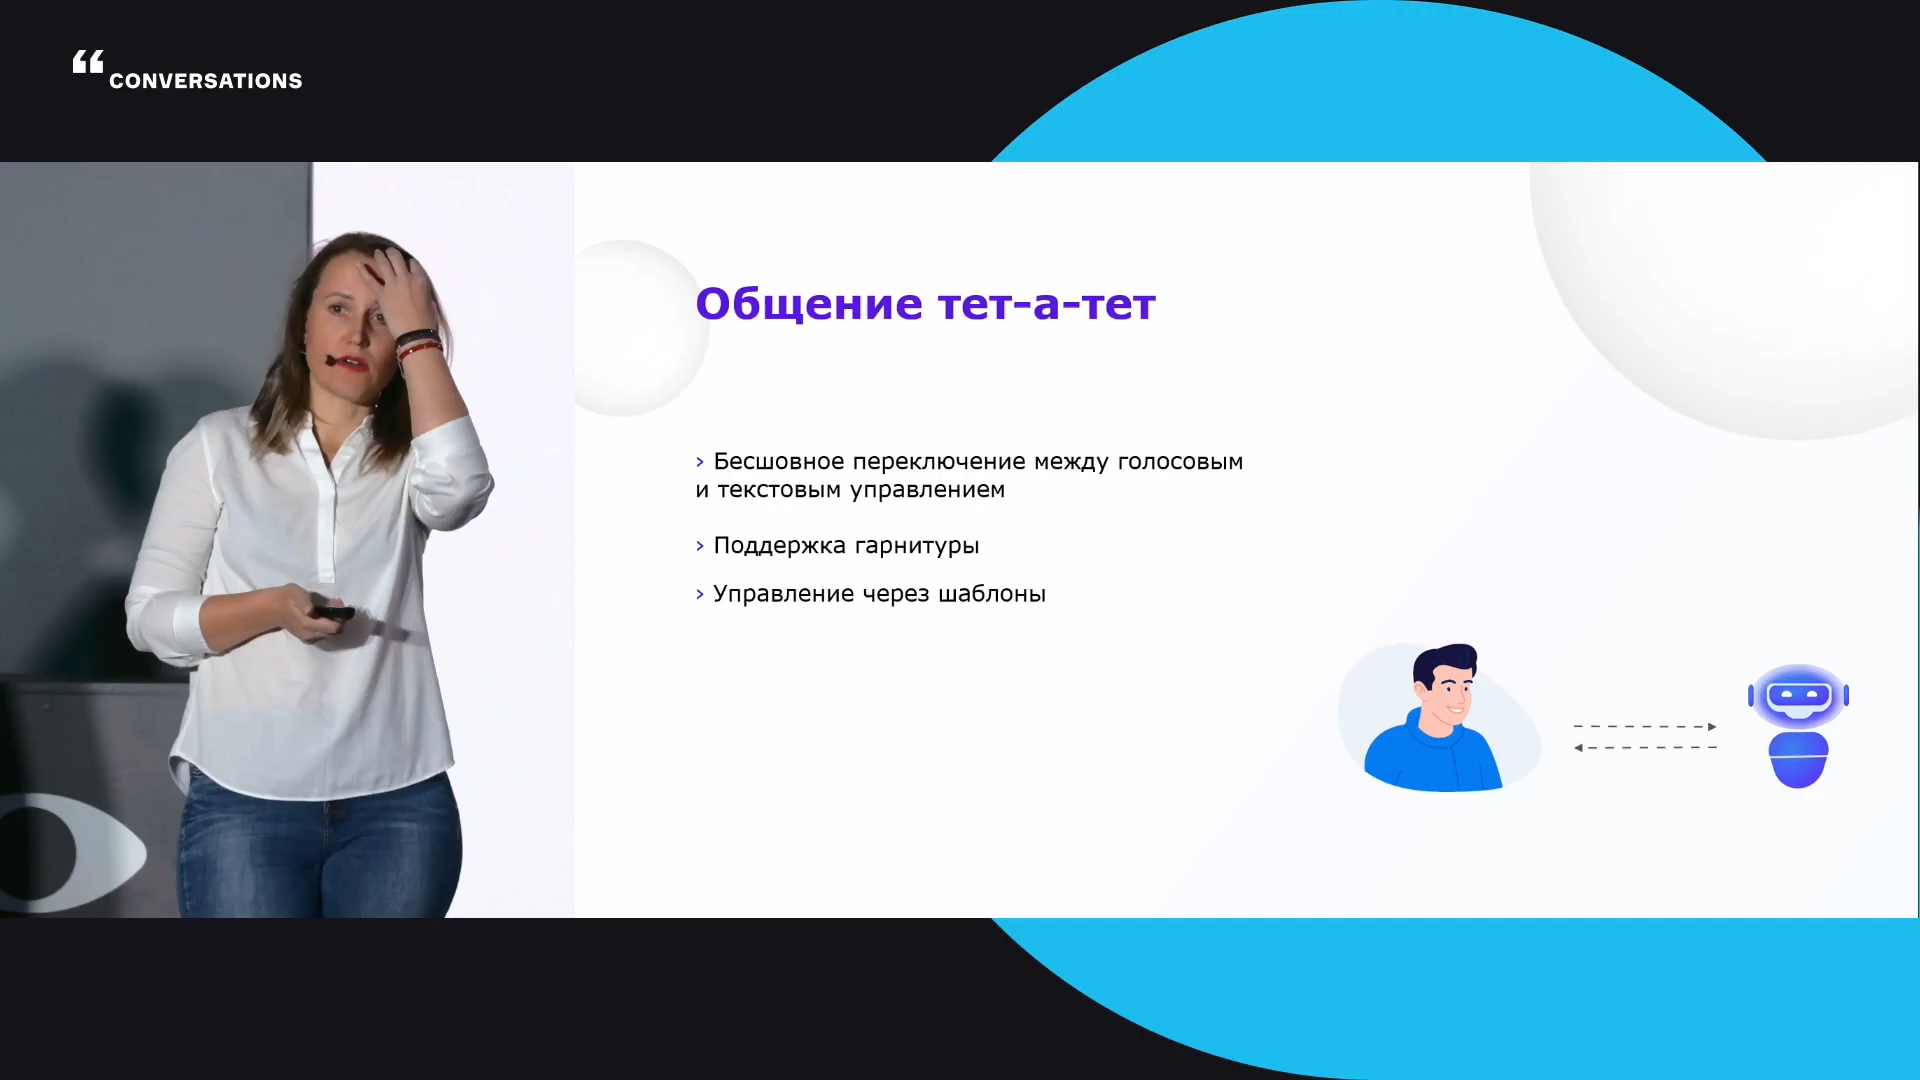 CONVERSATIONS
Общение тет-а-тет
› Бесшовное переключение между голосовым
и текстовым управлением
› Поддержка гарнитуры
› Управление через шаблоны